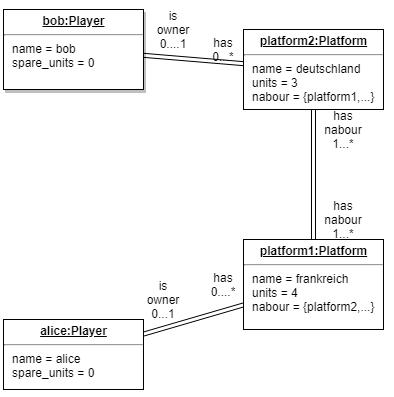 bob:Player
name = bob
spare_units = 0
is
owner
0....1
has
0...*
platform2:Platform
name = deutschland
units = 3
nabour = {platform1,...}
has
nabour
1...*
has
nabour
1...*
platform1:Platform
name = frankreich
units = 4
nabour = {platform2,...}
is
owner
0...1
has
0....*
alice:Player
name = alice
spare_units = 0